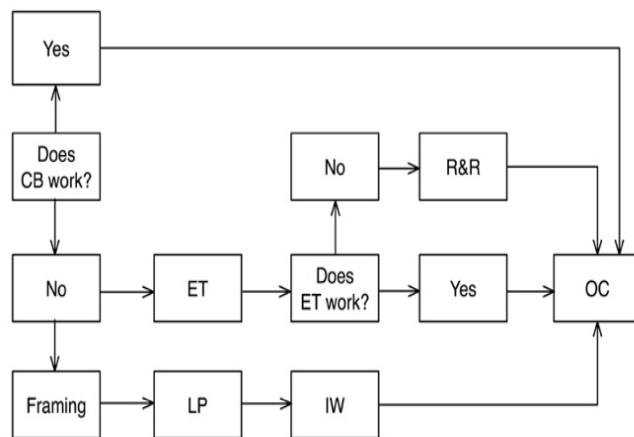 Yes
Does
CB work?
No
R&R
No
ET
Does
ET work?
Yes
OC
Framing
LP
IW